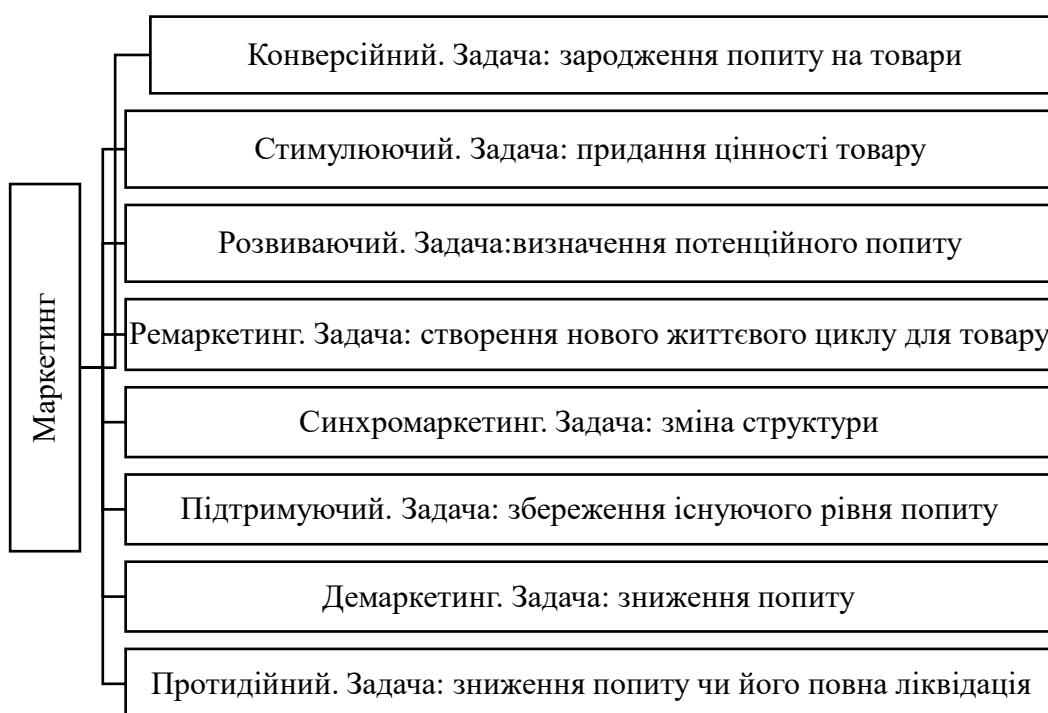 Маркетинг
Конверсійний. Задача: зародження попиту на товари
Стимулюючий. Задача: придання цінності товару
Розвиваючий. Задача:визначення потенційного попиту
Ремаркетинг. Задача: створення нового життєвого циклу для товару
Синхромаркетинг. Задача: зміна структури
Підтримуючий. Задача: збереження існуючого рівня попиту
Демаркетинг. Задача: зниження попиту
Протидійний. Задача: зниження попиту чи його повна ліквідація